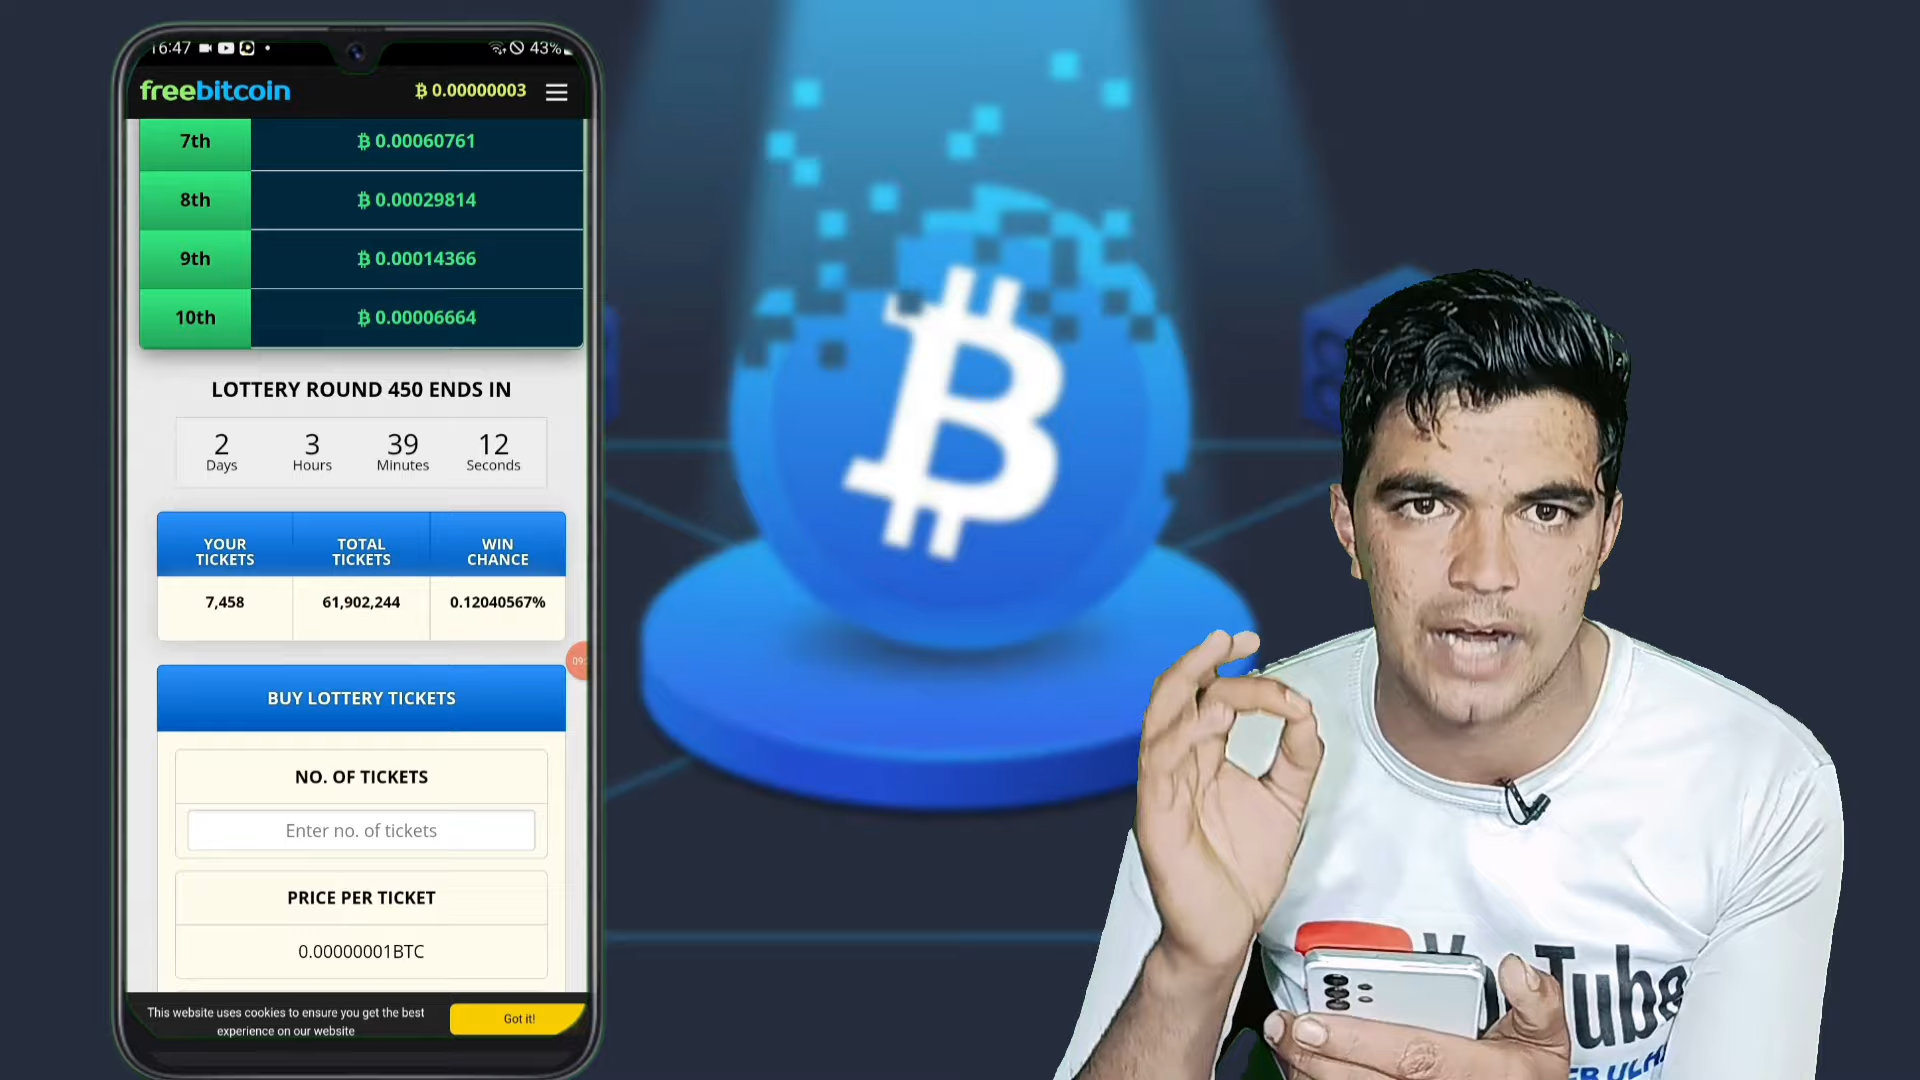 16:47 43%
freebitcoin 0.00000003
7th 0.00060761
8th 0.00029814
9th 0.00014366
10th 0.00006664
LOTTERY ROUND 450 ENDS IN
2 3 39 12
Days Hours Minutes Seconds
YOUR TICKETS TOTAL TICKETS WIN CHANCE
7,458 61,902,244 0.12040567%
BUY LOTTERY TICKETS
NO. OF TICKETS
Enter no. of tickets
PRICE PER TICKET
0.00000001BTC
This website uses cookies to ensure you get the best
experience on our website
Got it!
YouTube